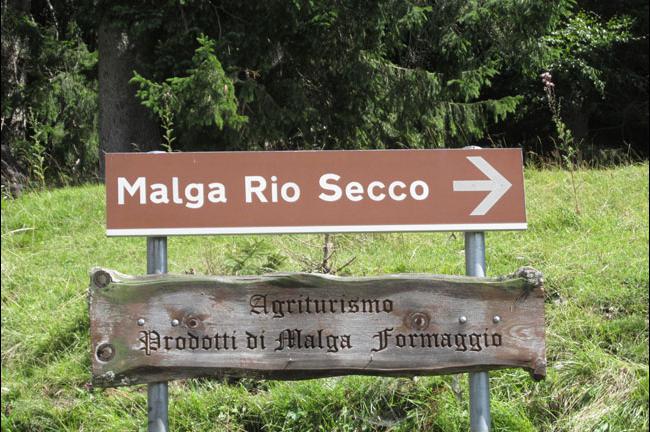 Malga Rio Secco
Agriturismo
Prodotti di Malga Formaggio